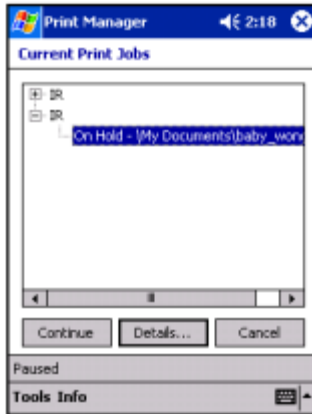 Print Manager 2:18
Current Print Jobs
IR
IR
On Hold - \My Documents\baby_won
Continue Details... Cancel
Paused
Tools Info